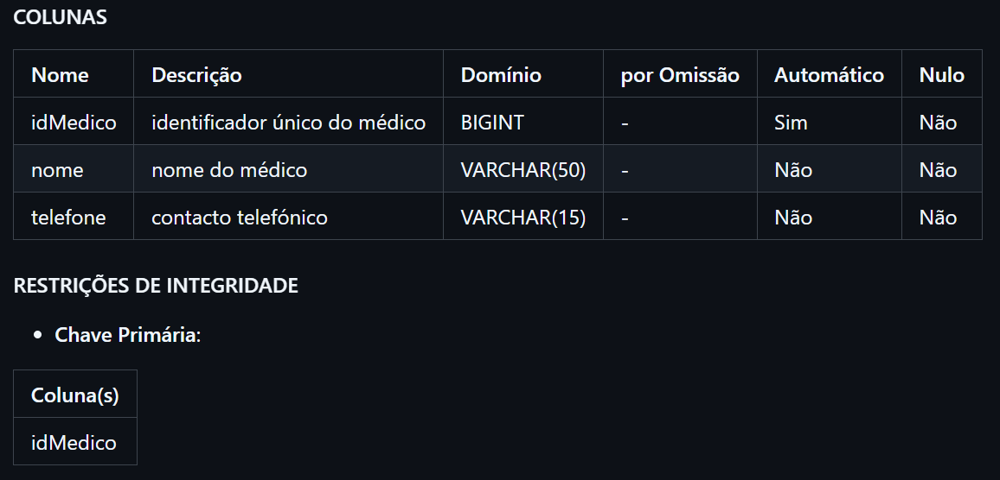 COLUNAS
Nome Descrição Domínio por Omissão Automático Nulo
idMedico identificador único do médico BIGINT - Sim Não
nome nome do médico VARCHAR(50) - Não Não
telefone contacto telefónico VARCHAR(15) - Não Não
RESTRIÇÕES DE INTEGRIDADE
• Chave Primária:
Coluna(s)
idMedico